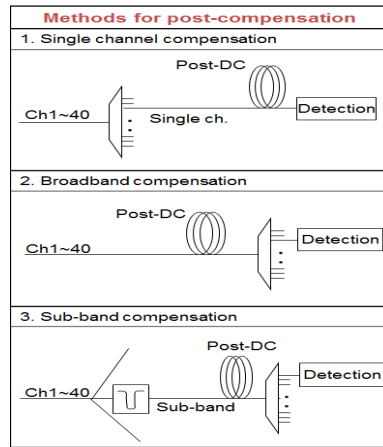 Methods for post-compensation
1. Single channel compensation
Post-DC
Ch1~40
Single ch.
Detection
2. Broadband compensation
Post-DC
Ch1~40
Detection
3. Sub-band compensation
Post-DC
Ch1~40
Sub-band
Detection